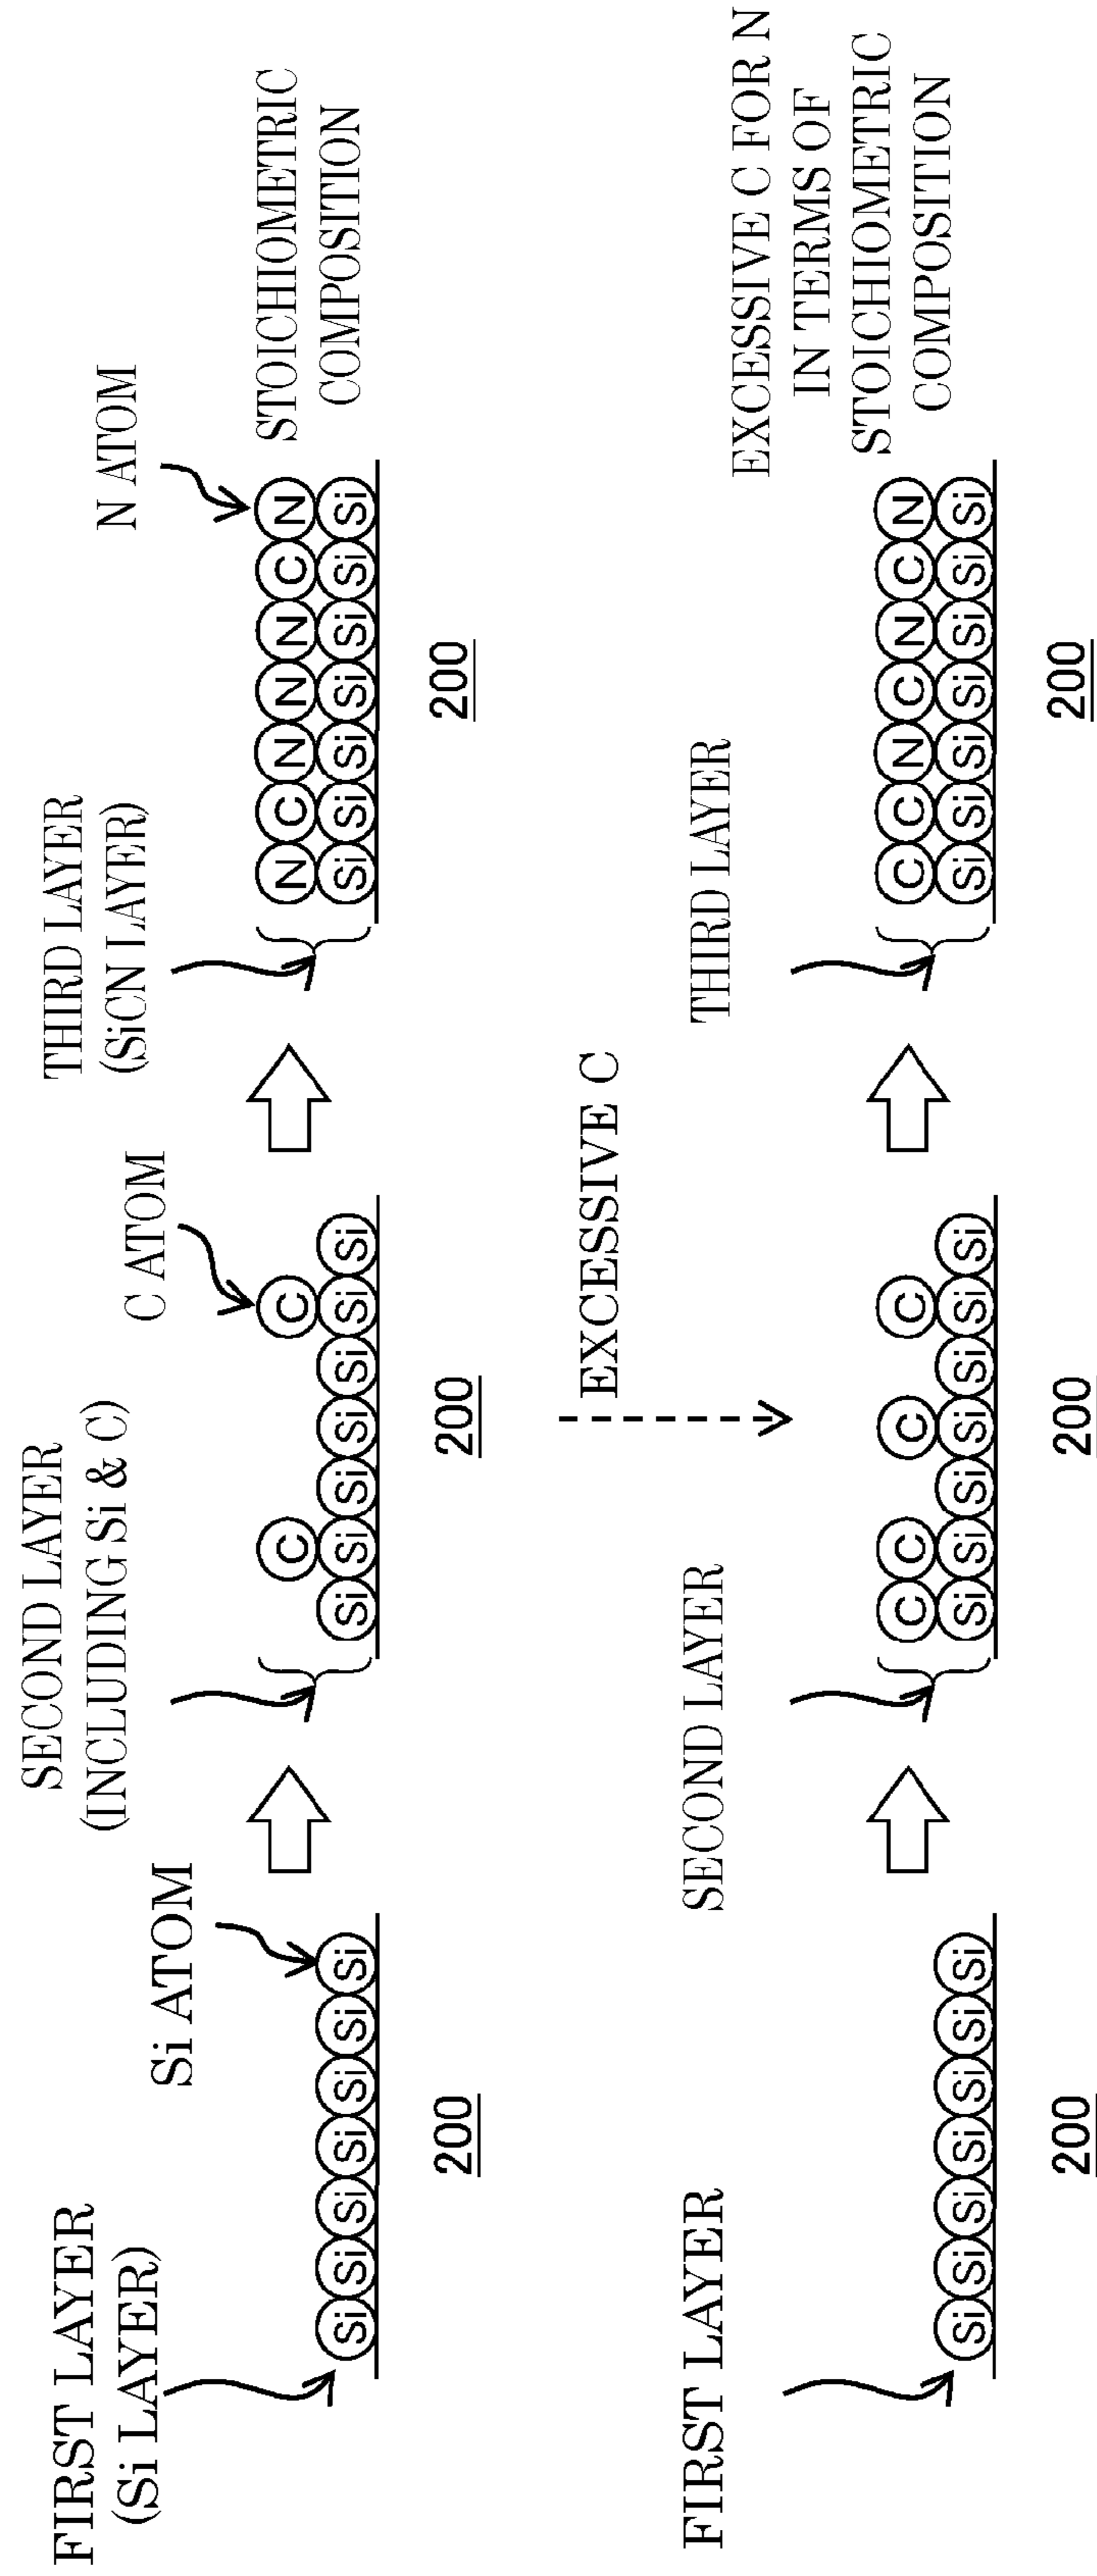 FIRST LAYER
(Si LAYER)
Si ATOM
Si Si Si Si Si Si Si
200
SECOND LAYER
(INCLUDING Si & C)
C ATOM
C C
Si Si Si Si Si Si Si
200
THIRD LAYER
(SiCN LAYER)
N ATOM
N C N N N C N
Si Si Si Si Si Si Si
200
STOICHIOMETRIC
COMPOSITION
EXCESSIVE C
FIRST LAYER
Si Si Si Si Si Si Si
200
SECOND LAYER
C C C C
Si Si Si Si Si Si Si
200
THIRD LAYER
C C N C N C N
Si Si Si Si Si Si Si
200
EXCESSIVE C FOR N
IN TERMS OF
STOICHIOMETRIC
COMPOSITION